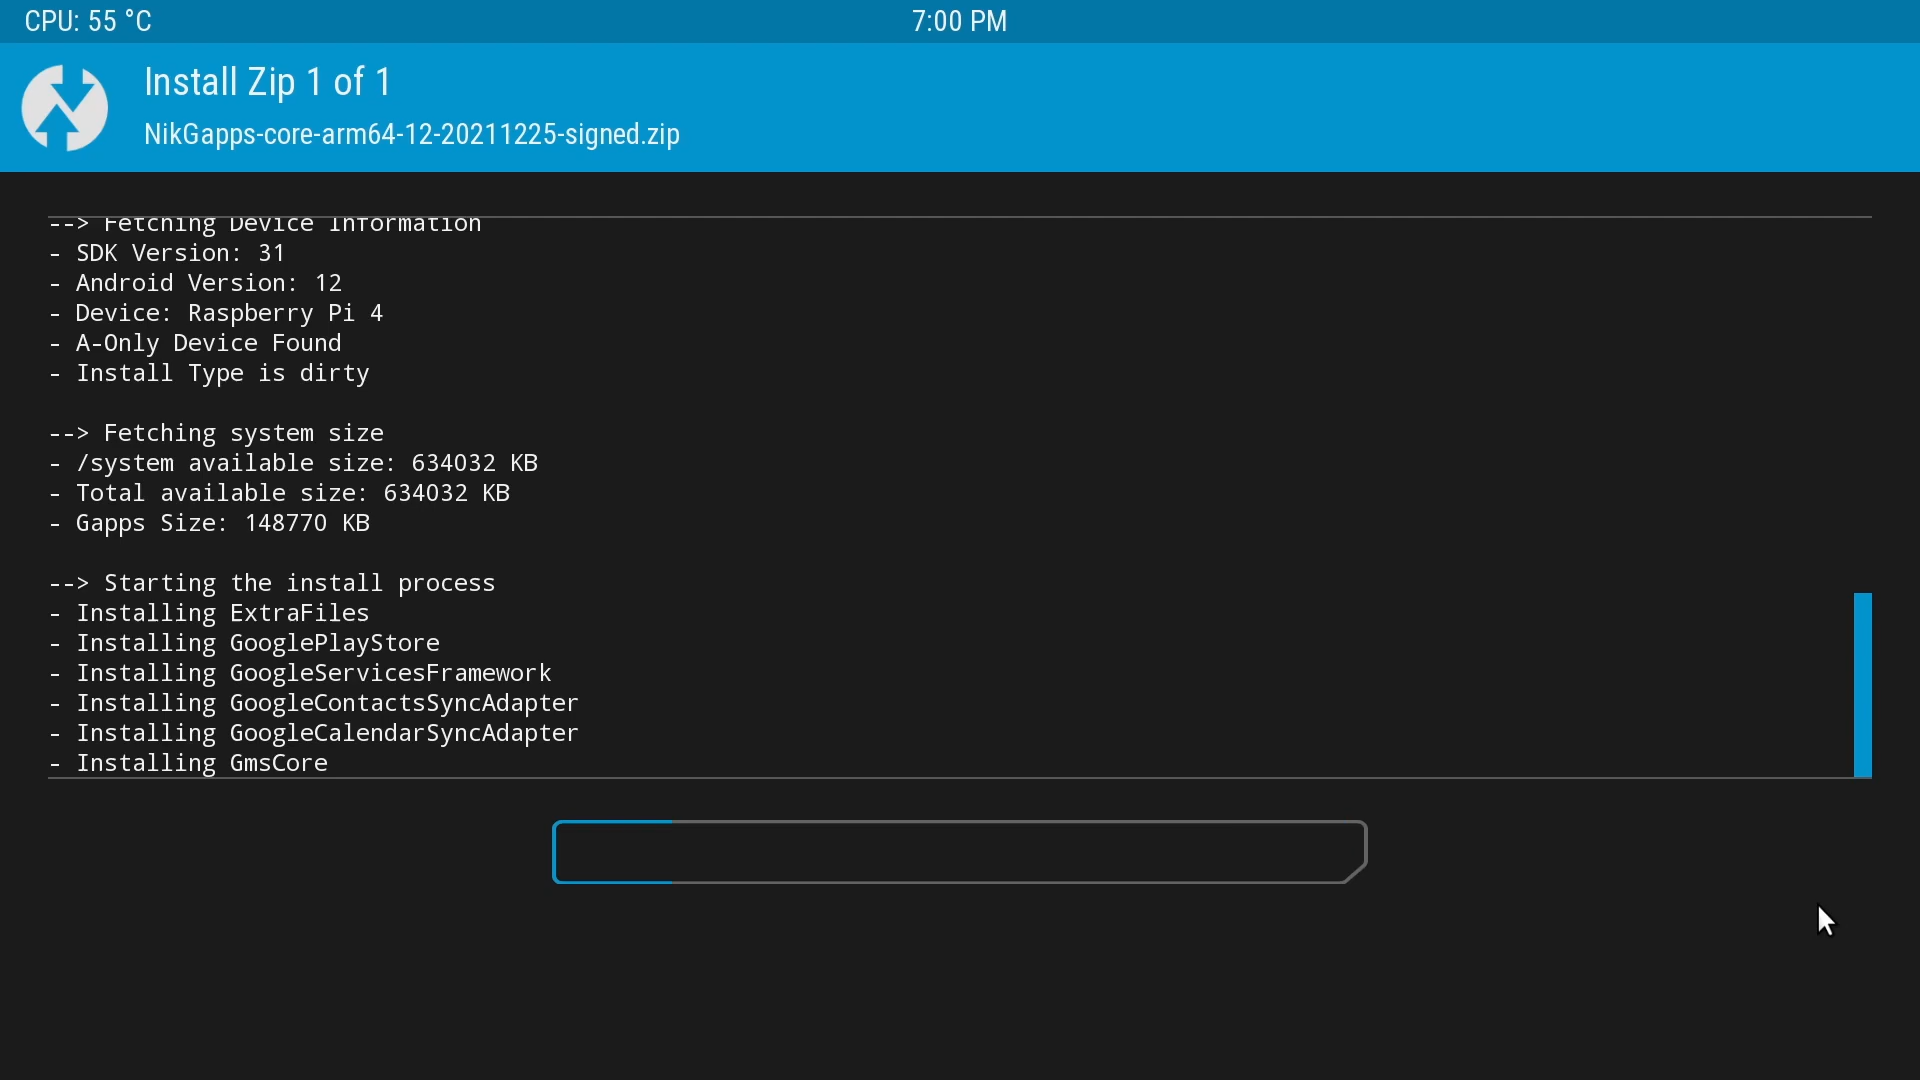 CPU: 55 °C
7:00 PM
Install Zip 1 of 1
NikGapps-core-arm64-12-20211225-signed.zip
--> Fetching Device Information
- SDK Version: 31
- Android Version: 12
- Device: Raspberry Pi 4
- A-Only Device Found
- Install Type is dirty
--> Fetching system size
- /system available size: 634032 KB
- Total available size: 634032 KB
- Gapps Size: 148770 KB
--> Starting the install process
- Installing ExtraFiles
- Installing GooglePlayStore
- Installing GoogleServicesFramework
- Installing GoogleContactsSyncAdapter
- Installing GoogleCalendarSyncAdapter
- Installing GmsCore